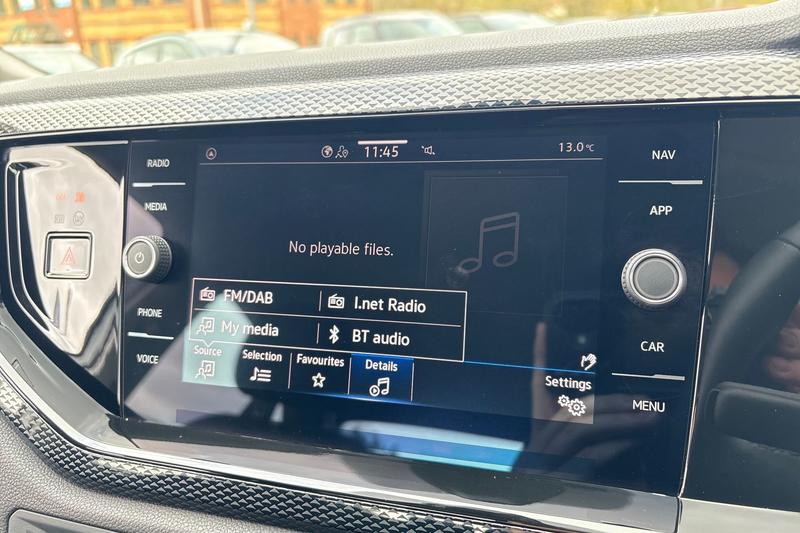 11:45
13.0 °C
RADIO
MEDIA
PHONE
VOICE
No playable files.
FM/DAB
I.net Radio
My media
BT audio
Source
Selection
Favourites
Details
Settings
NAV
APP
CAR
MENU